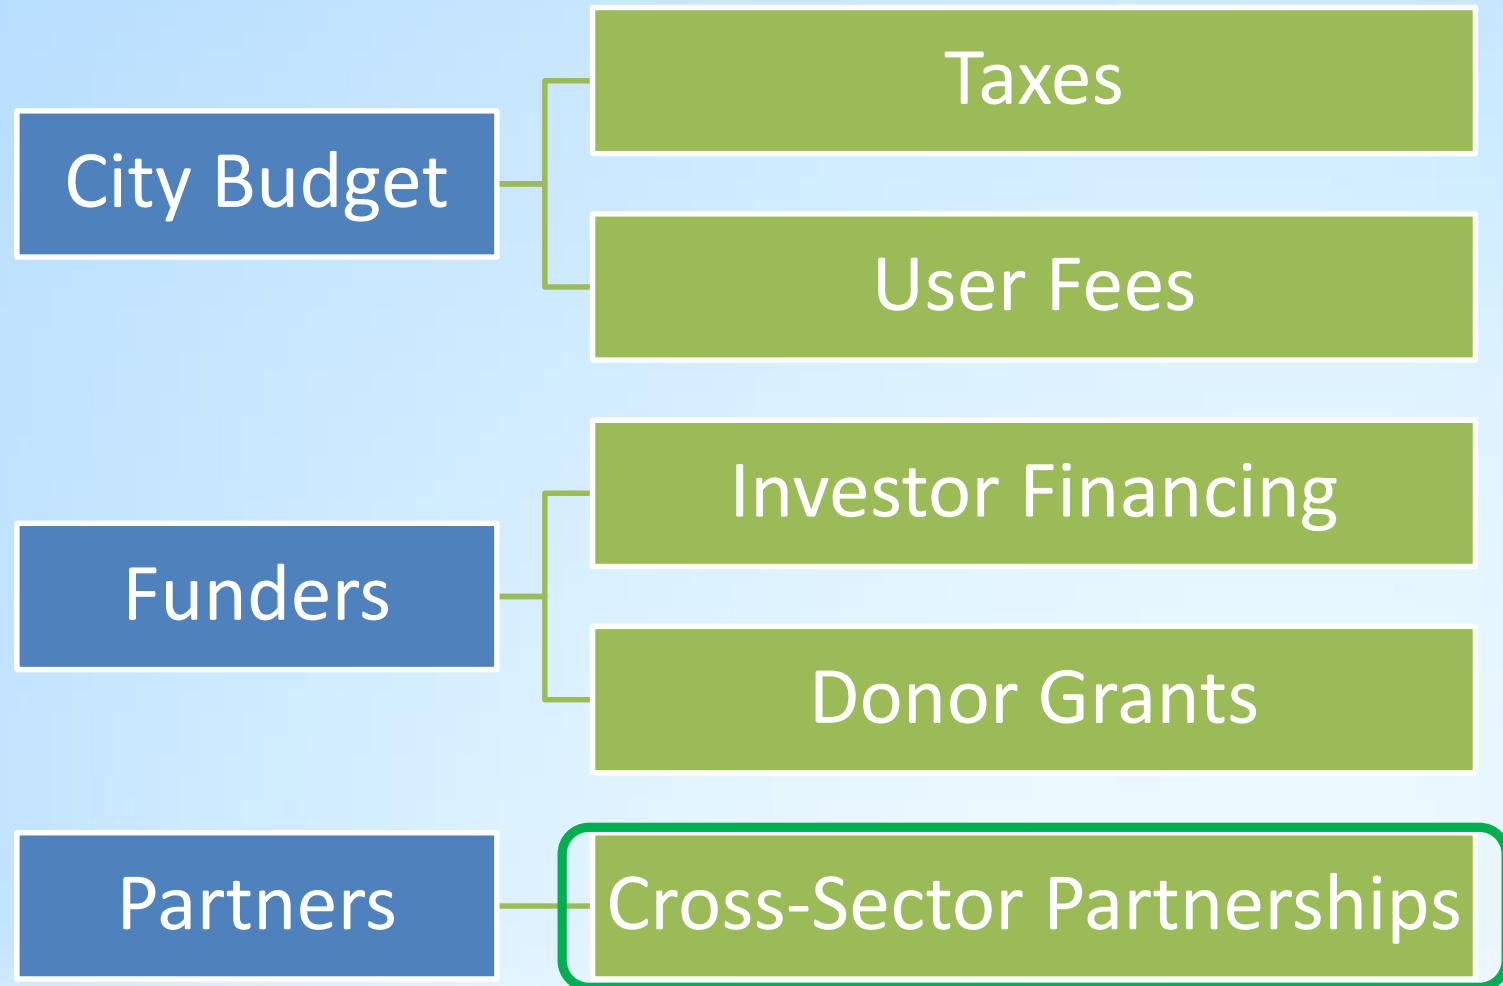 City Budget
Taxes
User Fees
Funders
Investor Financing
Donor Grants
Partners
Cross-Sector Partnerships